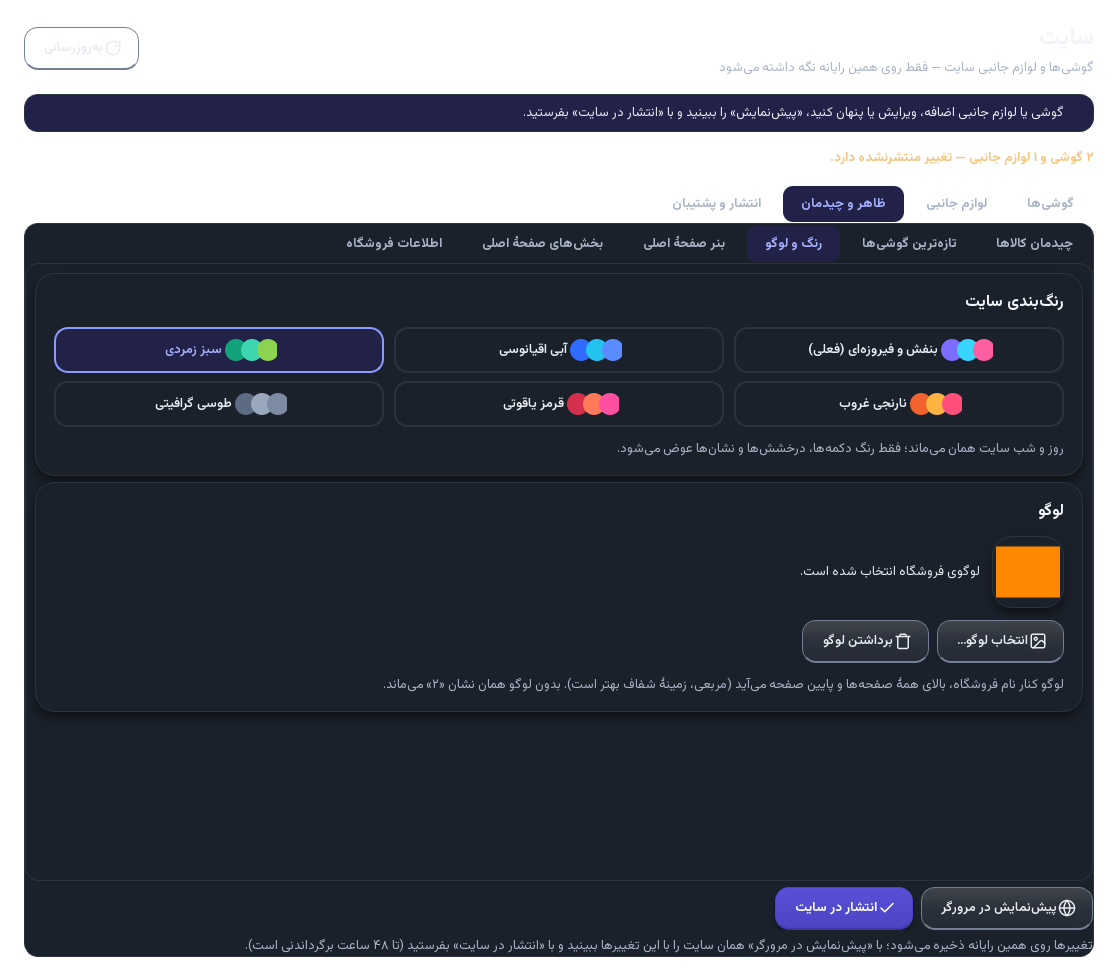 سایت
به‌روزرسانی
گوشی‌ها و لوازم جانبی سایت — فقط روی همین رایانه نگه داشته می‌شود
گوشی یا لوازم جانبی اضافه، ویرایش یا پنهان کنید، «پیش‌نمایش» را ببینید و با «انتشار در سایت» بفرستید.
۲ گوشی و ۱ لوازم جانبی — تغییر منتشرنشده دارد.
گوشی‌ها لوازم جانبی ظاهر و چیدمان انتشار و پشتیبان
چیدمان کالاها تازه‌ترین گوشی‌ها رنگ و لوگو بنر صفحهٔ اصلی بخش‌های صفحهٔ اصلی اطلاعات فروشگاه
رنگ‌بندی سایت
بنفش و فیروزه‌ای (فعلی) آبی اقیانوسی سبز زمردی
نارنجی غروب قرمز یاقوتی طوسی گرافیتی
روز و شب سایت همان می‌ماند؛ فقط رنگ دکمه‌ها، درخشش‌ها و نشان‌ها عوض می‌شود.
لوگو
لوگوی فروشگاه انتخاب شده است.
انتخاب لوگو... برداشتن لوگو
لوگو کنار نام فروشگاه، بالای همهٔ صفحه‌ها و پایین صفحه می‌آید (مربعی، زمینهٔ شفاف بهتر است). بدون لوگو همان نشان «۲» می‌ماند.
پیش‌نمایش در مرورگر انتشار در سایت
تغییرها روی همین رایانه ذخیره می‌شود؛ با «پیش‌نمایش در مرورگر» همان سایت را با این تغییرها ببینید و با «انتشار در سایت» بفرستید (تا ۴۸ ساعت برگرداندنی است).